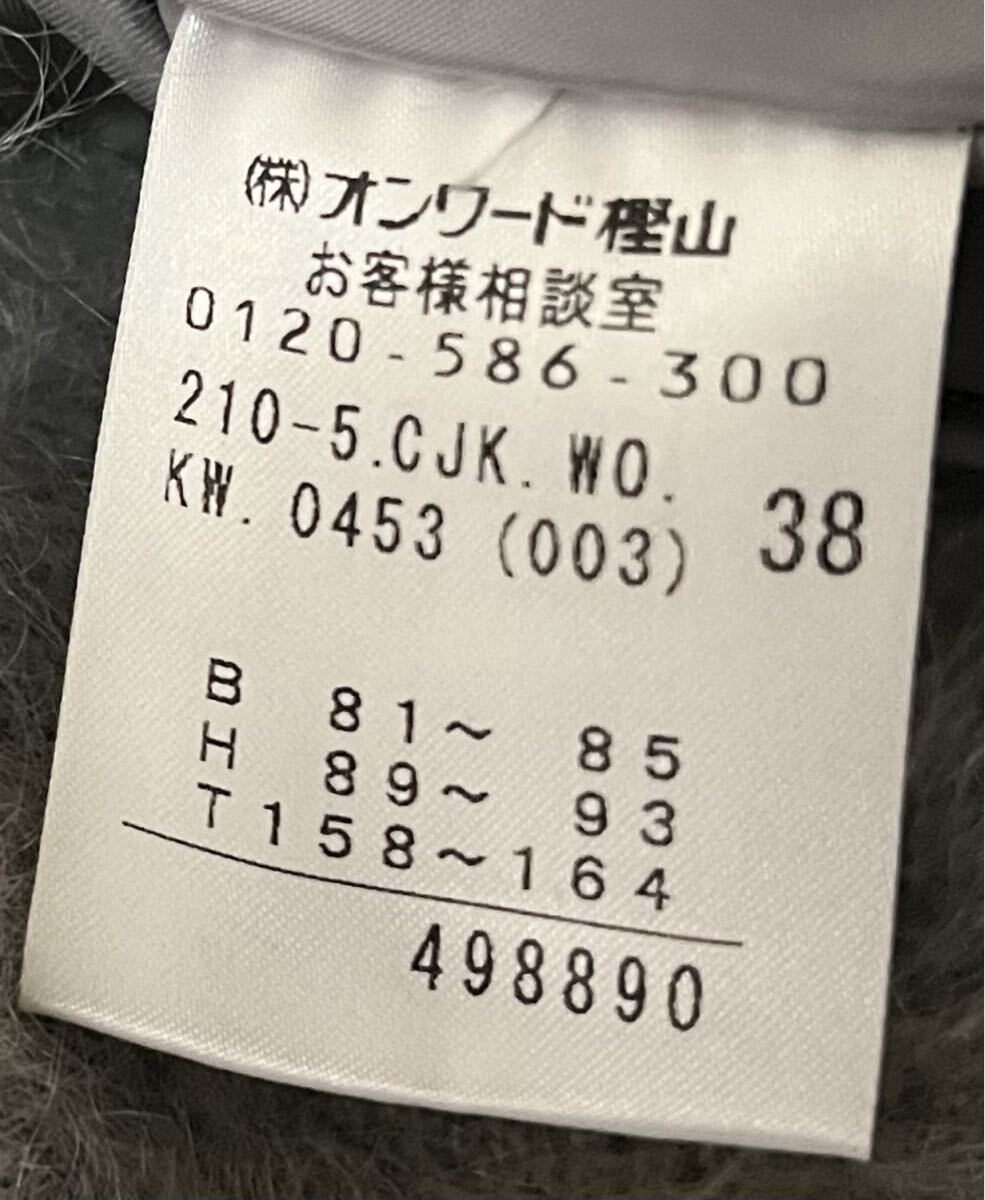 (株)オンワード樫山
お客様相談室
0120-586-300
210-5.CJK.WO.
KW.0453(003) 38
B 81～ 85
H 89～ 93
T158～164
498890